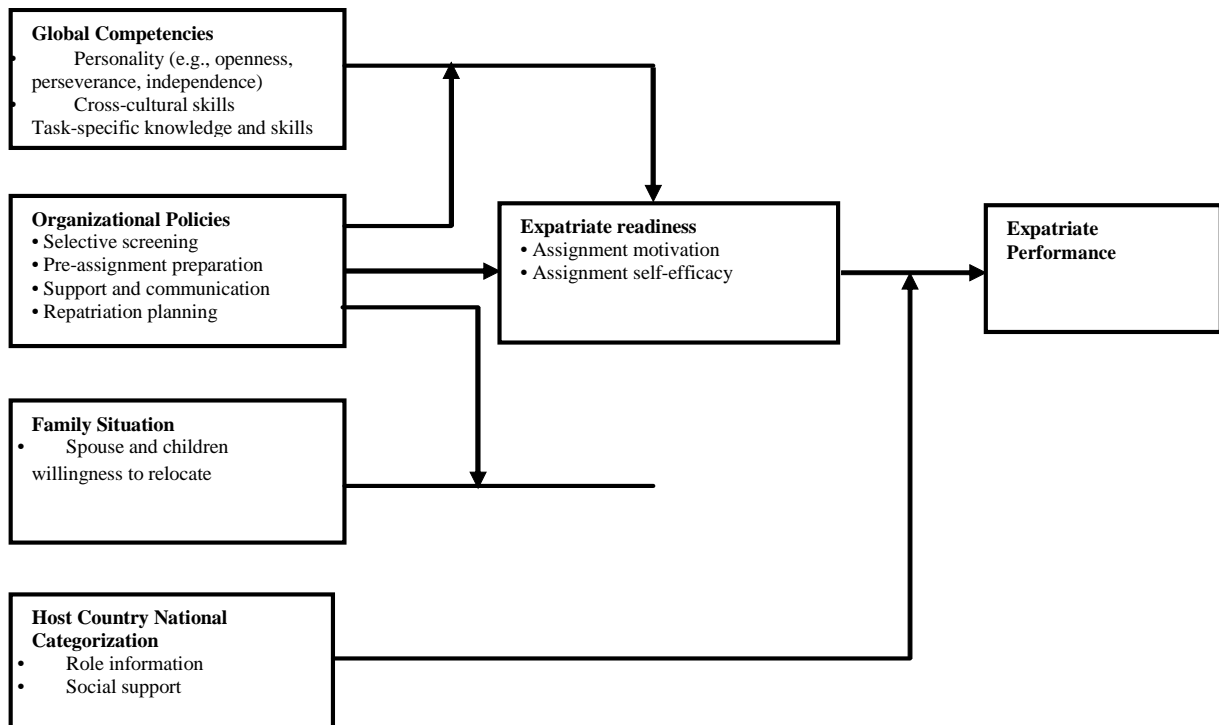 Global Competencies
• Personality (e.g., openness,
perseverance, independence)
• Cross-cultural skills
Task-specific knowledge and skills
Organizational Policies
• Selective screening
• Pre-assignment preparation
• Support and communication
• Repatriation planning
Expatriate readiness
• Assignment motivation
• Assignment self-efficacy
Expatriate
Performance
Family Situation
• Spouse and children
willingness to relocate
Host Country National
Categorization
• Role information
• Social support